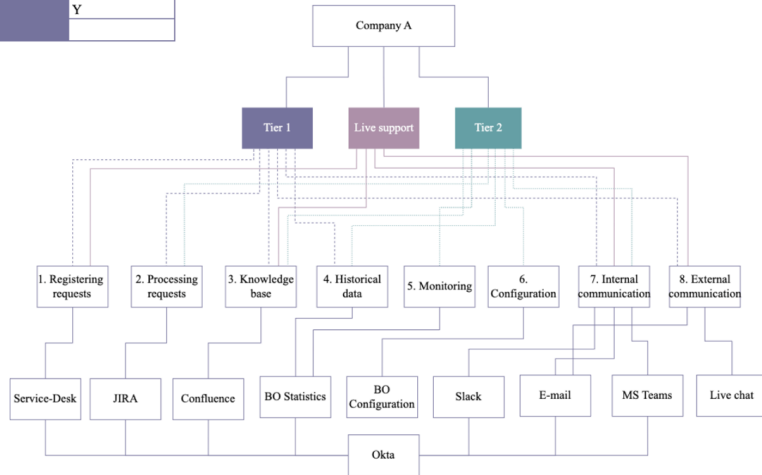 Y
Company A
Tier 1
Live support
Tier 2
1. Registering
requests
2. Processing
requests
3. Knowledge
base
4. Historical
data
5. Monitoring
6.
Configuration
7. Internal
communication
8. External
communication
Service-Desk
JIRA
Confluence
BO Statistics
BO
Configuration
Slack
E-mail
MS Teams
Live chat
Okta